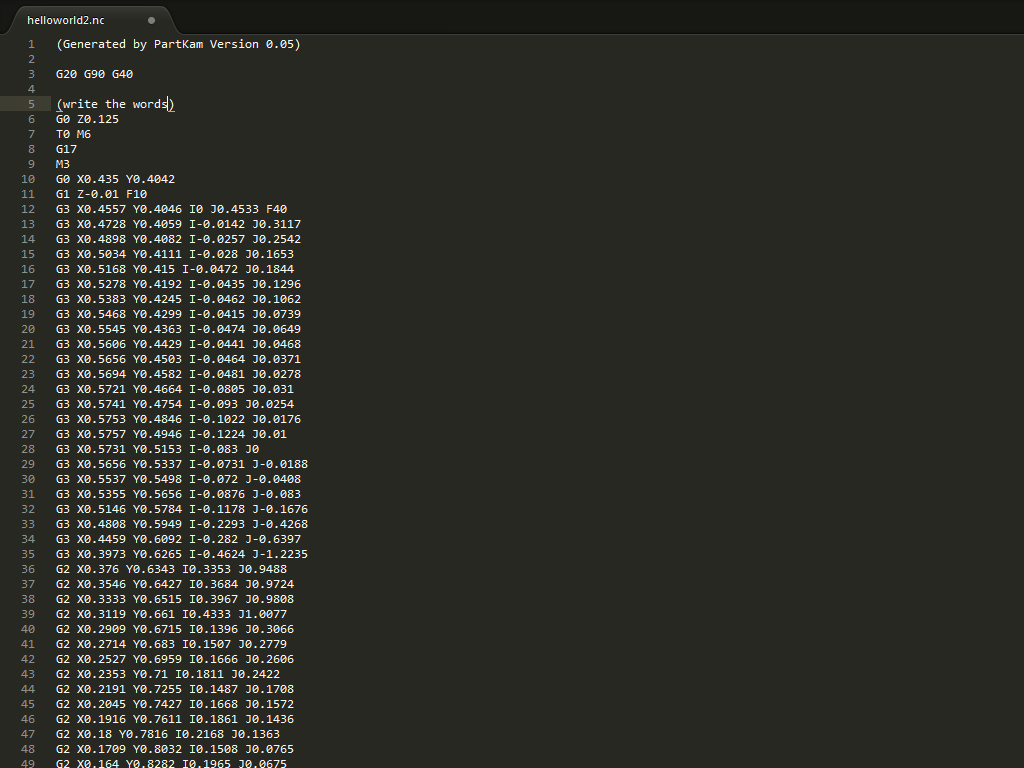 helloworld2.nc
1 (Generated by PartKam Version 0.05)
2
3 G20 G90 G40
4
5 (write the words)
6 G0 Z0.125
7 T0 M6
8 G17
9 M3
10 G0 X0.435 Y0.4042
11 G1 Z-0.01 F10
12 G3 X0.4557 Y0.4046 I0 J0.4533 F40
13 G3 X0.4728 Y0.4059 I-0.0142 J0.3117
14 G3 X0.4898 Y0.4082 I-0.0257 J0.2542
15 G3 X0.5034 Y0.4111 I-0.028 J0.1653
16 G3 X0.5168 Y0.415 I-0.0472 J0.1844
17 G3 X0.5278 Y0.4192 I-0.0435 J0.1296
18 G3 X0.5383 Y0.4245 I-0.0462 J0.1062
19 G3 X0.5468 Y0.4299 I-0.0415 J0.0739
20 G3 X0.5545 Y0.4363 I-0.0474 J0.0649
21 G3 X0.5606 Y0.4429 I-0.0441 J0.0468
22 G3 X0.5656 Y0.4503 I-0.0464 J0.0371
23 G3 X0.5694 Y0.4582 I-0.0481 J0.0278
24 G3 X0.5721 Y0.4664 I-0.0805 J0.031
25 G3 X0.5741 Y0.4754 I-0.093 J0.0254
26 G3 X0.5753 Y0.4846 I-0.1022 J0.0176
27 G3 X0.5757 Y0.4946 I-0.1224 J0.01
28 G3 X0.5731 Y0.5153 I-0.083 J0
29 G3 X0.5656 Y0.5337 I-0.0731 J-0.0188
30 G3 X0.5537 Y0.5498 I-0.072 J-0.0408
31 G3 X0.5355 Y0.5656 I-0.0876 J-0.083
32 G3 X0.5146 Y0.5784 I-0.1178 J-0.1676
33 G3 X0.4808 Y0.5949 I-0.2293 J-0.4268
34 G3 X0.4459 Y0.6092 I-0.282 J-0.6397
35 G3 X0.3973 Y0.6265 I-0.4624 J-1.2235
36 G2 X0.376 Y0.6343 I0.3353 J0.9488
37 G2 X0.3546 Y0.6427 I0.3684 J0.9724
38 G2 X0.3333 Y0.6515 I0.3967 J0.9808
39 G2 X0.3119 Y0.661 I0.4333 J1.0077
40 G2 X0.2909 Y0.6715 I0.1396 J0.3066
41 G2 X0.2714 Y0.683 I0.1507 J0.2779
42 G2 X0.2527 Y0.6959 I0.1666 J0.2606
43 G2 X0.2353 Y0.71 I0.1811 J0.2422
44 G2 X0.2191 Y0.7255 I0.1487 J0.1708
45 G2 X0.2045 Y0.7427 I0.1668 J0.1572
46 G2 X0.1916 Y0.7611 I0.1861 J0.1436
47 G2 X0.18 Y0.7816 I0.2168 J0.1363
48 G2 X0.1709 Y0.8032 I0.1508 J0.0765
49 G2 X0.164 Y0.8282 I0.1965 J0.0675